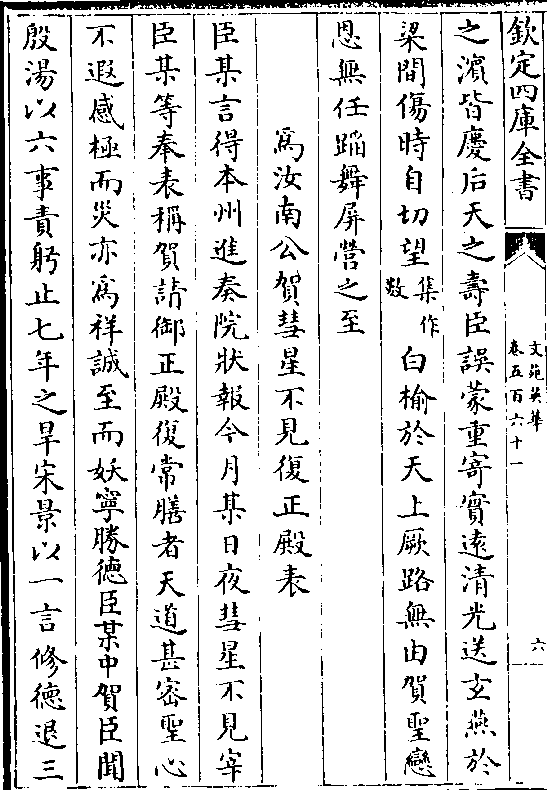 欽定四庫全書
文苑英華
卷五百六十一
六
之濱皆慶后天之壽臣誤蒙重寄實遠清光送玄燕於
梁間傷時自切望集作數白榆於天上厥路無由賀聖戀
恩無任蹈舞屏營之至
為汝南公賀彗星不見復正殿表
臣某言得本州進奏院狀報今月某日夜彗星不見宰
臣某等奉表稱賀請御正殿復常膳者天道甚密聖心
不遐感極而災亦為祥誠至而妖寧勝德臣某中賀臣聞
殷湯以六事責躬止七年之旱宋景以一言修德退三